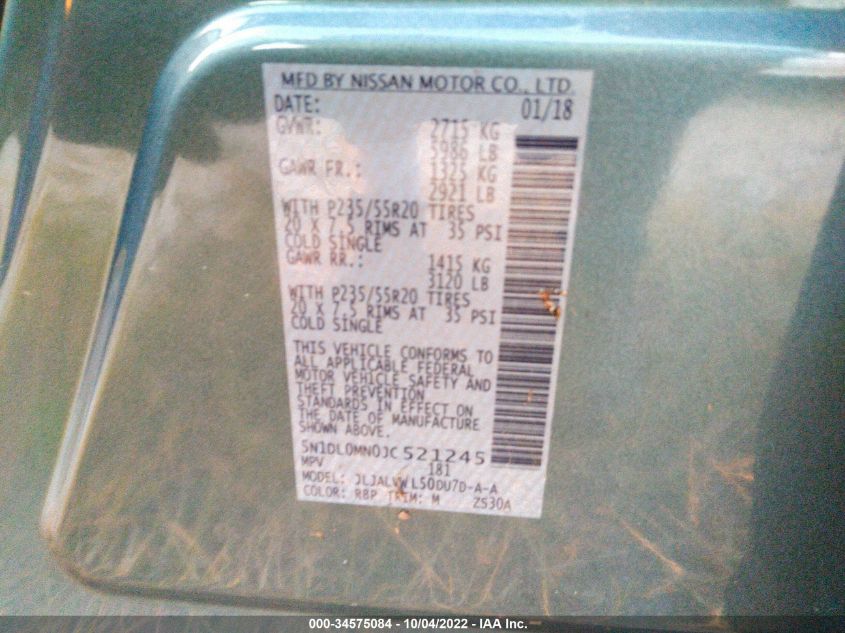 MFD BY NISSAN MOTOR CO., LTD.
DATE: 01/18
GVWR: 2715 KG
5986 LB
GAWR FR.: 1325 KG
2921 LB
WITH P235/55R20 TIRES
20 X 7.5 RIMS AT 35 PSI
COLD SINGLE
GAWR RR.: 1415 KG
3120 LB
WITH P235/55R20 TIRES
20 X 7.5 RIMS AT 35 PSI
COLD SINGLE
THIS VEHICLE CONFORMS TO
ALL APPLICABLE FEDERAL
MOTOR VEHICLE SAFETY AND
THEFT PREVENTION
STANDARDS IN EFFECT ON
THE DATE OF MANUFACTURE
SHOWN ABOVE.
5N1DL0MN0JC521245
MPV 181
MODEL: JLJALVWL50DU7D-A-A
COLOR: RBP TRIM: M ZS30A
000-34575084 - 10/04/2022 - IAA Inc.